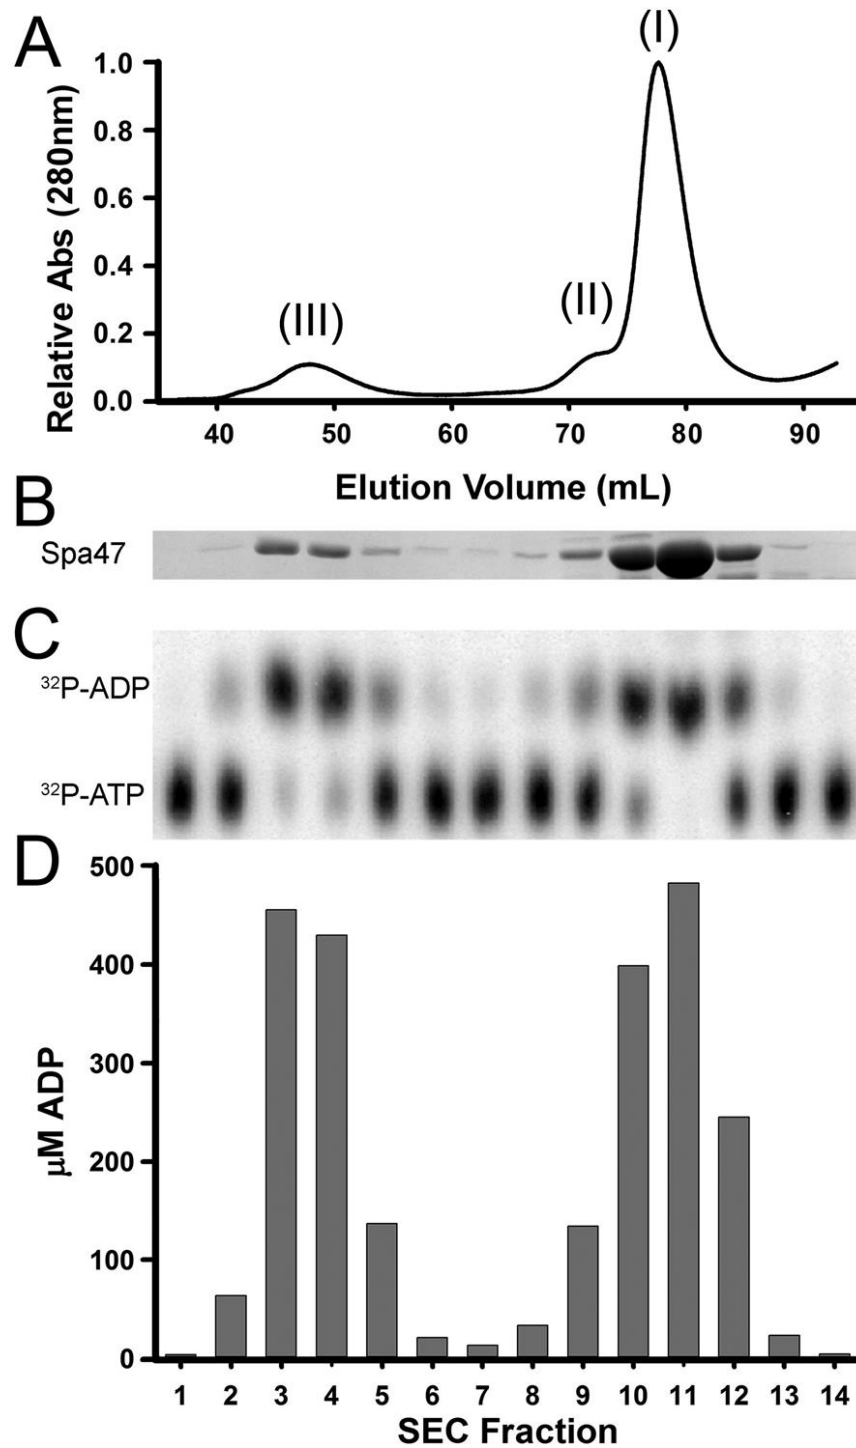 A
(I)
1.0
0.8
0.6
0.4
0.2
0.0
Relative Abs (280nm)
(III)
(II)
40 50 60 70 80 90
Elution Volume (mL)
B
Spa47
C
32P-ADP
32P-ATP
D
500
400
300
200
100
0
μM ADP
1 2 3 4 5 6 7 8 9 10 11 12 13 14
SEC Fraction